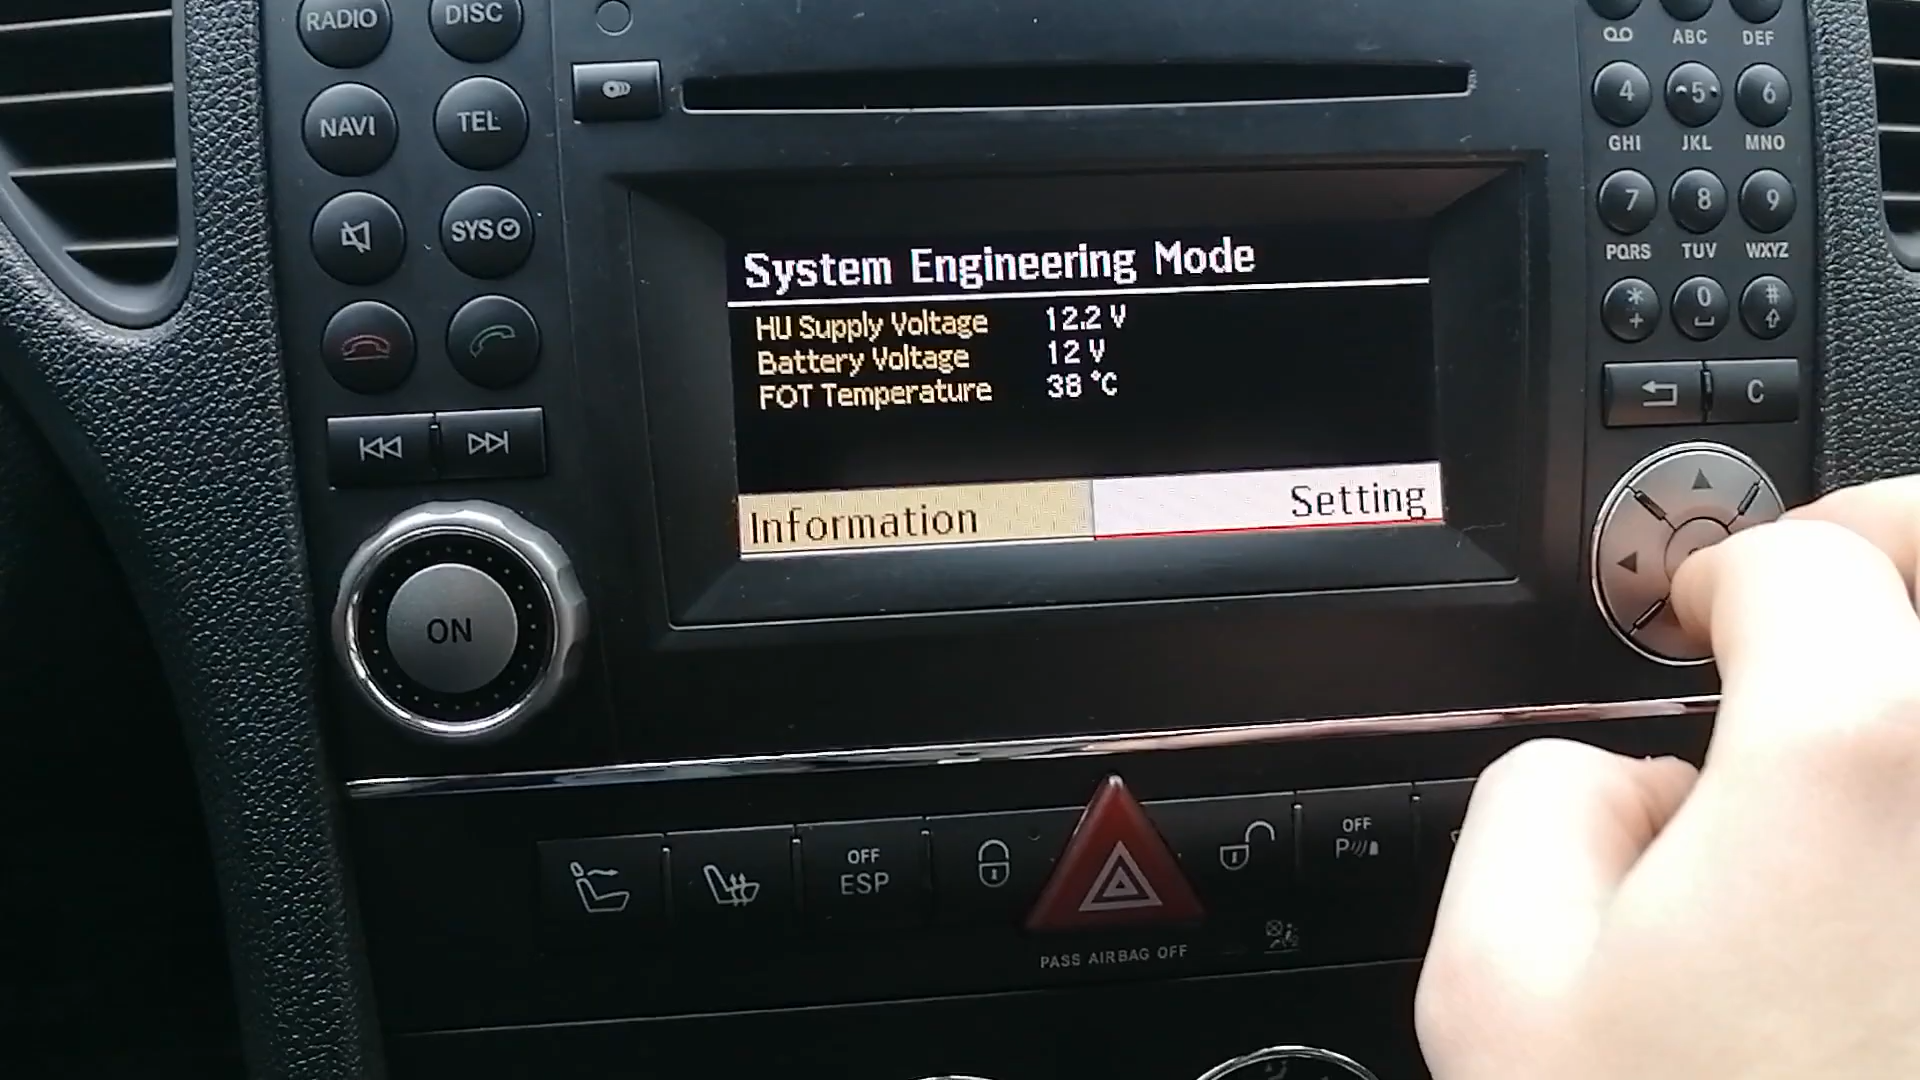 RADIO
DISC
NAVI
TEL
SYS
ON
System Engineering Mode
HU Supply Voltage 12.2 V
Battery Voltage 12 V
FOT Temperature 38 °C
Information Setting
ABC DEF
4 5 6
GHI JKL MNO
7 8 9
PQRS TUV WXYZ
* 0 #
+
C
OFF
ESP
OFF
P
PASS AIRBAG OFF